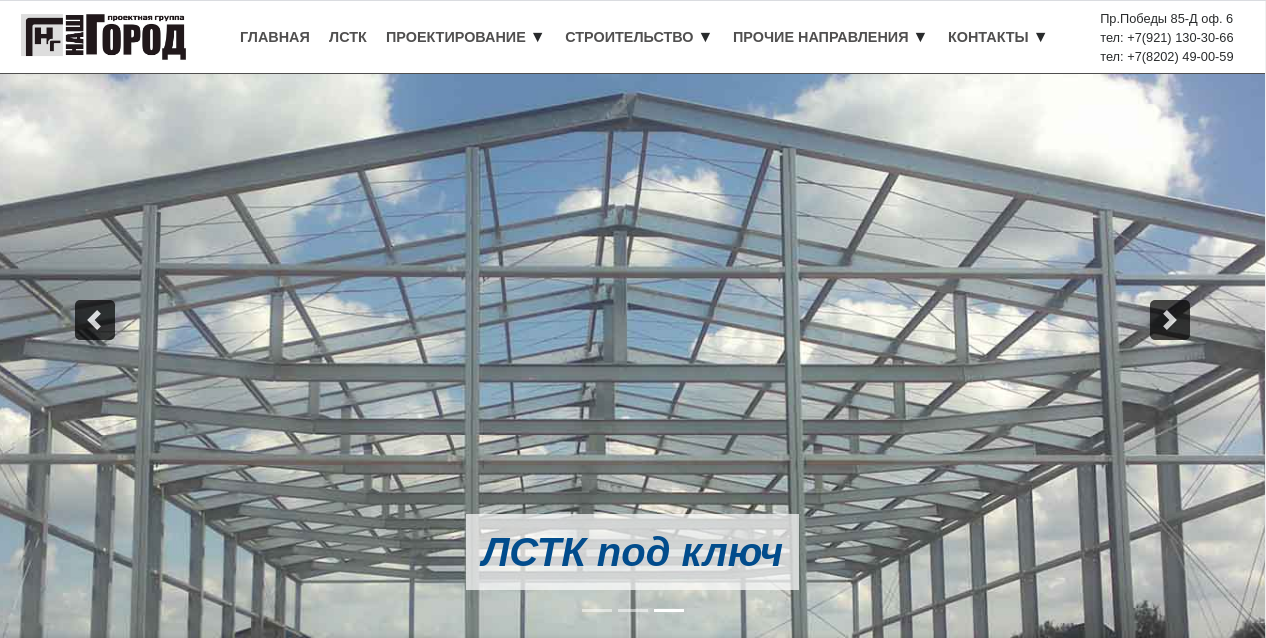 проектная группа
НГ НАШ ГОРОД
ГЛАВНАЯ ЛСТК ПРОЕКТИРОВАНИЕ ▼ СТРОИТЕЛЬСТВО ▼ ПРОЧИЕ НАПРАВЛЕНИЯ ▼ КОНТАКТЫ ▼
Пр.Победы 85-Д оф. 6
тел: +7(921) 130-30-66
тел: +7(8202) 49-00-59
ЛСТК под ключ